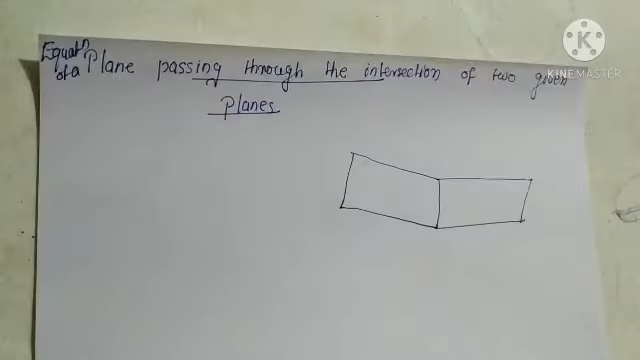 Equatn of a Plane passing through the intersection of two given
Planes
K
KINEMASTER